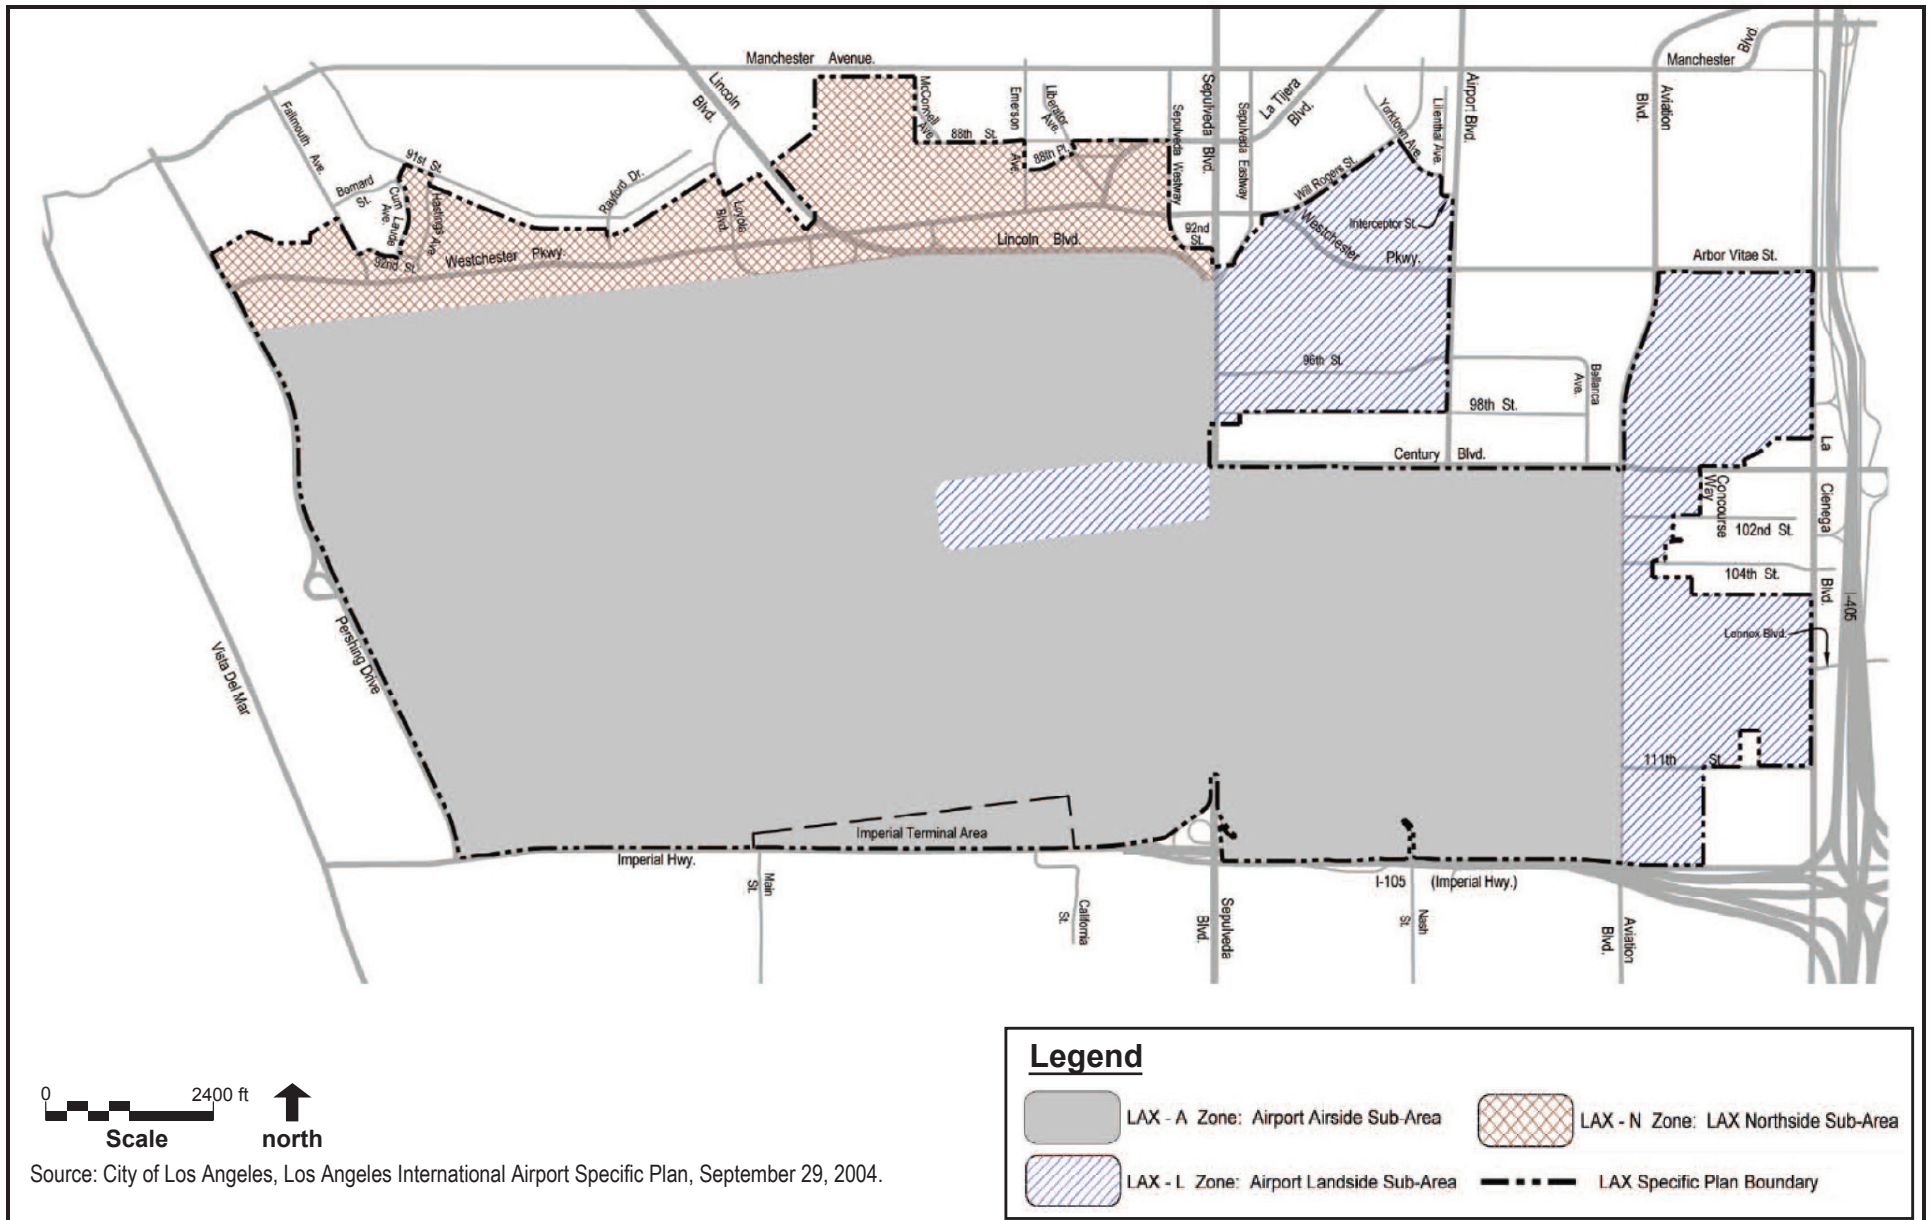 Manchester Avenue.
Manchester Blvd.
Lincoln Blvd.
Fallmouth Ave.
McConnell Ave.
Emerson Ave.
Liberator Ave.
Sepulveda Westway
Sepulveda Blvd.
Sepulveda Eastway
La Tijera Blvd.
Yorktown Ave.
Lilienthal Ave.
Airport Blvd.
Aviation Blvd.
88th St.
88th Pl.
91st St.
Bernard St.
Cum Laude Ave.
Hastings Ave
Rayford Dr.
Loyola Blvd.
Will Rogers St.
Interceptor St.
92nd St.
Westchester Pkwy.
Lincoln Blvd.
92nd St.
Westchester Pkwy.
Arbor Vitae St.
96th St.
Bellanca Ave.
98th St.
Century Blvd.
La Cienega Blvd.
Concourse Way
102nd St.
104th St.
I-405
Lennox Blvd.
Pershing Drive
Vista Del Mar
111th St.
Imperial Terminal Area
Imperial Hwy.
I-105 (Imperial Hwy.)
Main St.
California St.
Sepulveda Blvd.
Nash St.
Aviation Blvd.
Legend
LAX - A Zone: Airport Airside Sub-Area
LAX - N Zone: LAX Northside Sub-Area
LAX - L Zone: Airport Landside Sub-Area
LAX Specific Plan Boundary
0 2400 ft
Scale
north
Source: City of Los Angeles, Los Angeles International Airport Specific Plan, September 29, 2004.